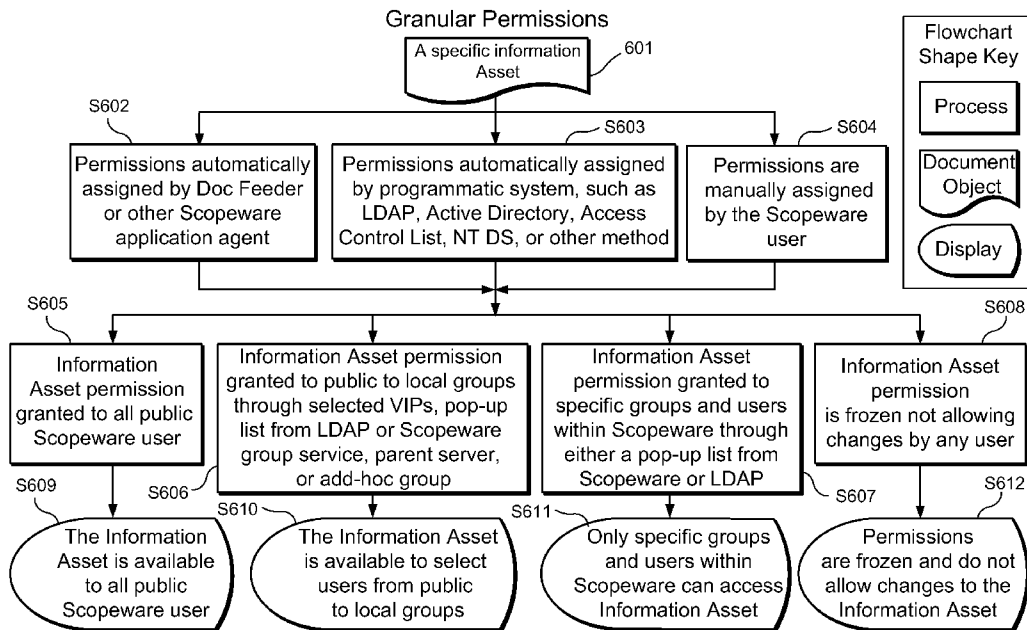 Granular Permissions
A specific information
Asset
601
Flowchart
Shape Key
Process
Document
Object
Display
S602
Permissions automatically
assigned by Doc Feeder
or other Scopeware
application agent
S603
Permissions automatically assigned
by programmatic system, such as
LDAP, Active Directory, Access
Control List, NT DS, or other method
S604
Permissions are
manually assigned
by the Scopeware
user
S605
Information
Asset permission
granted to all public
Scopeware user
Information Asset permission
granted to public to local groups
through selected VIPs, pop-up
list from LDAP or Scopeware
group service, parent server,
or add-hoc group
S606
Information Asset
permission granted to
specific groups and users
within Scopeware through
either a pop-up list from
Scopeware or LDAP
S607
S608
Information Asset
permission
is frozen not allowing
changes by any user
S609
The Information
Asset is available
to all public
Scopeware user
S610
The Information Asset
is available to select
users from public
to local groups
S611
Only specific groups
and users within
Scopeware can access
Information Asset
S612
Permissions
are frozen and do not
allow changes to the
Information Asset